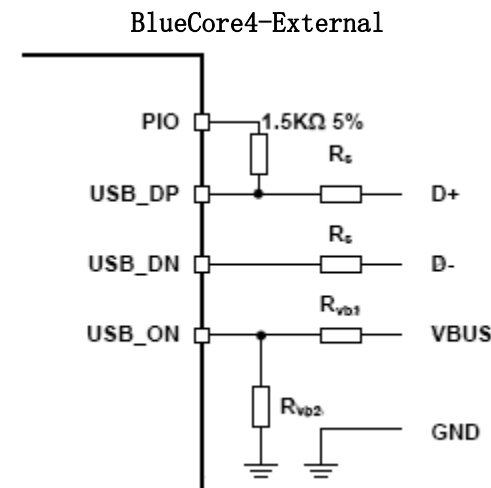 BlueCore4-External
PIO
1.5KΩ 5%
Rs
USB_DP
D+
Rs
USB_DN
D-
Rvb1
USB_ON
VBUS
Rvb2
GND